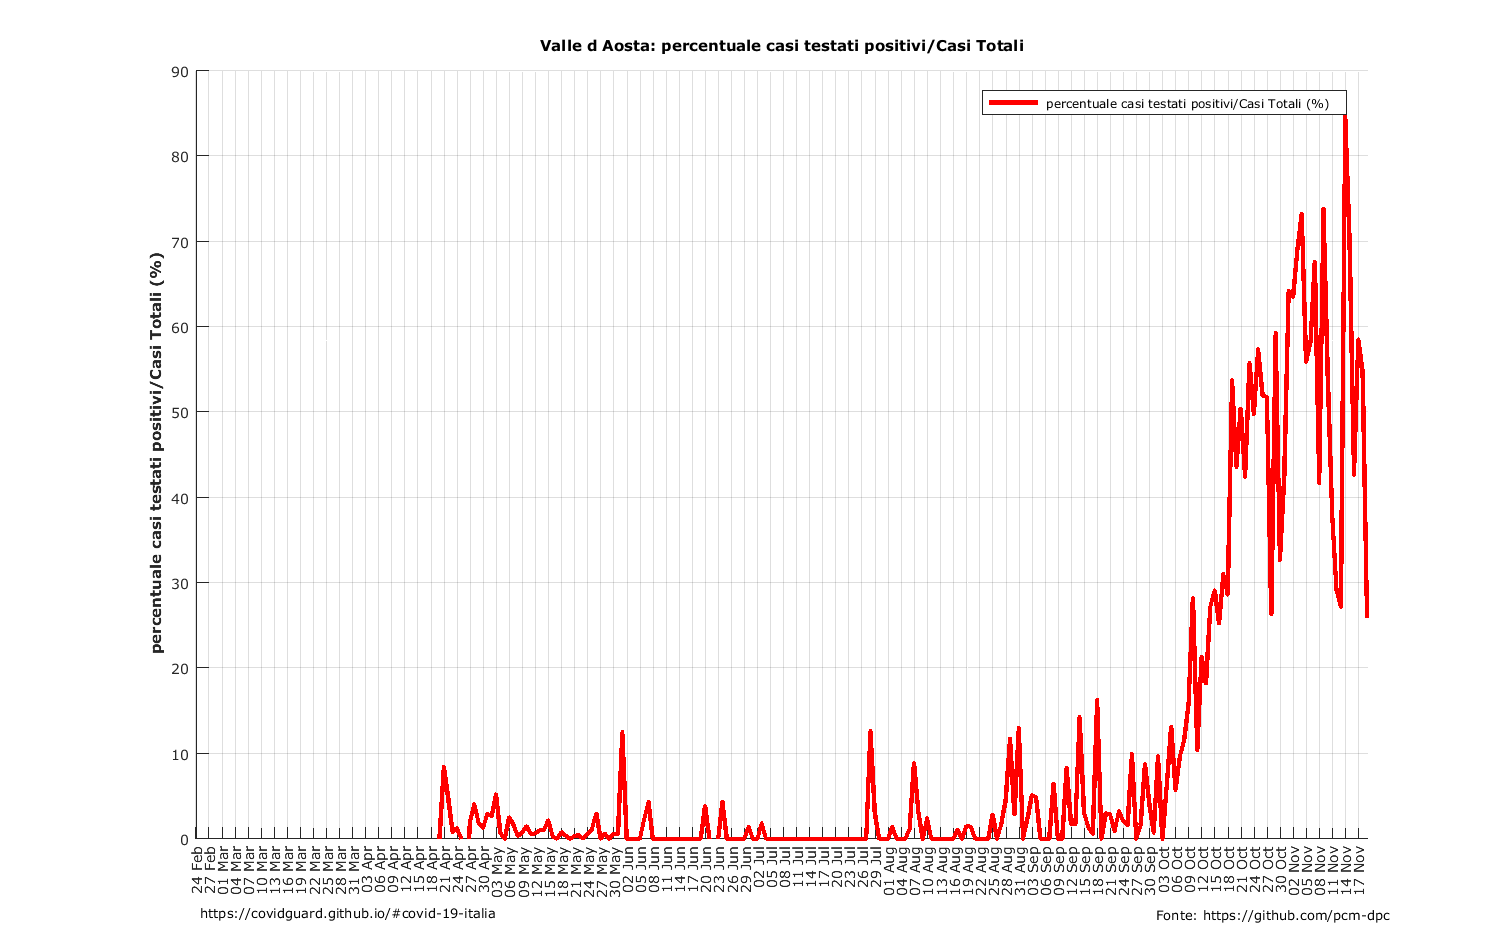 Valle d Aosta: percentuale casi testati positivi/Casi Totali
percentuale casi testati positivi/Casi Totali (%)
percentuale casi testati positivi/Casi Totali (%)
90
80
70
60
50
40
30
20
10
0
24 Feb
27 Feb
01 Mar
04 Mar
07 Mar
10 Mar
13 Mar
16 Mar
19 Mar
22 Mar
25 Mar
28 Mar
31 Mar
03 Apr
06 Apr
09 Apr
12 Apr
15 Apr
18 Apr
21 Apr
24 Apr
27 Apr
30 Apr
03 May
06 May
09 May
12 May
15 May
18 May
21 May
24 May
27 May
30 May
02 Jun
05 Jun
08 Jun
11 Jun
14 Jun
17 Jun
20 Jun
23 Jun
26 Jun
29 Jun
02 Jul
05 Jul
08 Jul
11 Jul
14 Jul
17 Jul
20 Jul
23 Jul
26 Jul
29 Jul
01 Aug
04 Aug
07 Aug
10 Aug
13 Aug
16 Aug
19 Aug
22 Aug
25 Aug
28 Aug
31 Aug
03 Sep
06 Sep
09 Sep
12 Sep
15 Sep
18 Sep
21 Sep
24 Sep
27 Sep
30 Sep
03 Oct
06 Oct
09 Oct
12 Oct
15 Oct
18 Oct
21 Oct
24 Oct
27 Oct
30 Oct
02 Nov
05 Nov
08 Nov
11 Nov
14 Nov
17 Nov
https://covidguard.github.io/#covid-19-italia
Fonte: https://github.com/pcm-dpc